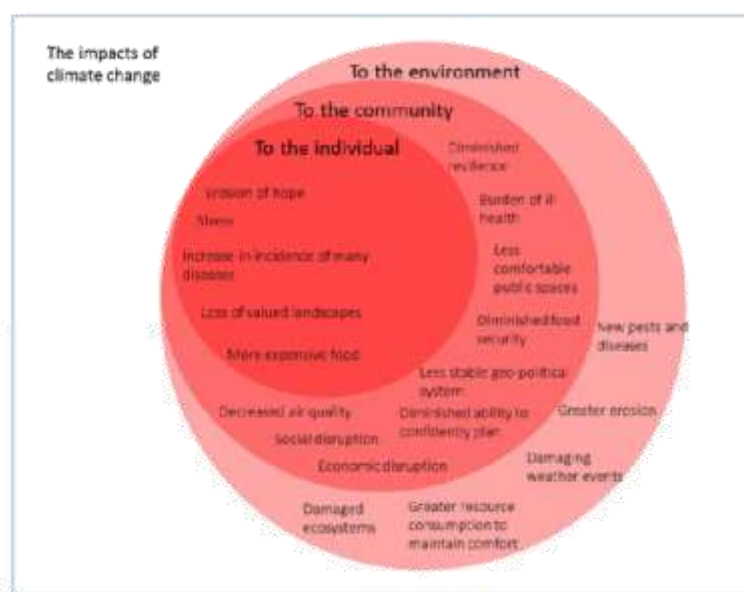 The impacts of
climate change
To the environment
To the community
To the individual
Diminished
resilience
Erosion of hope
Stress
Burden of ill
health
Increase in incidence of many
diseases
Less
comfortable
public spaces
Loss of valued landscapes
Diminished food
security
New pests and
diseases
More expensive food
Less stable geo-political
system
Decreased air quality
Diminished ability to
confidently plan
Greater erosion
Social disruption
Economic disruption
Damaging
weather events
Damaged
ecosystems
Greater resource
consumption to
maintain comfort